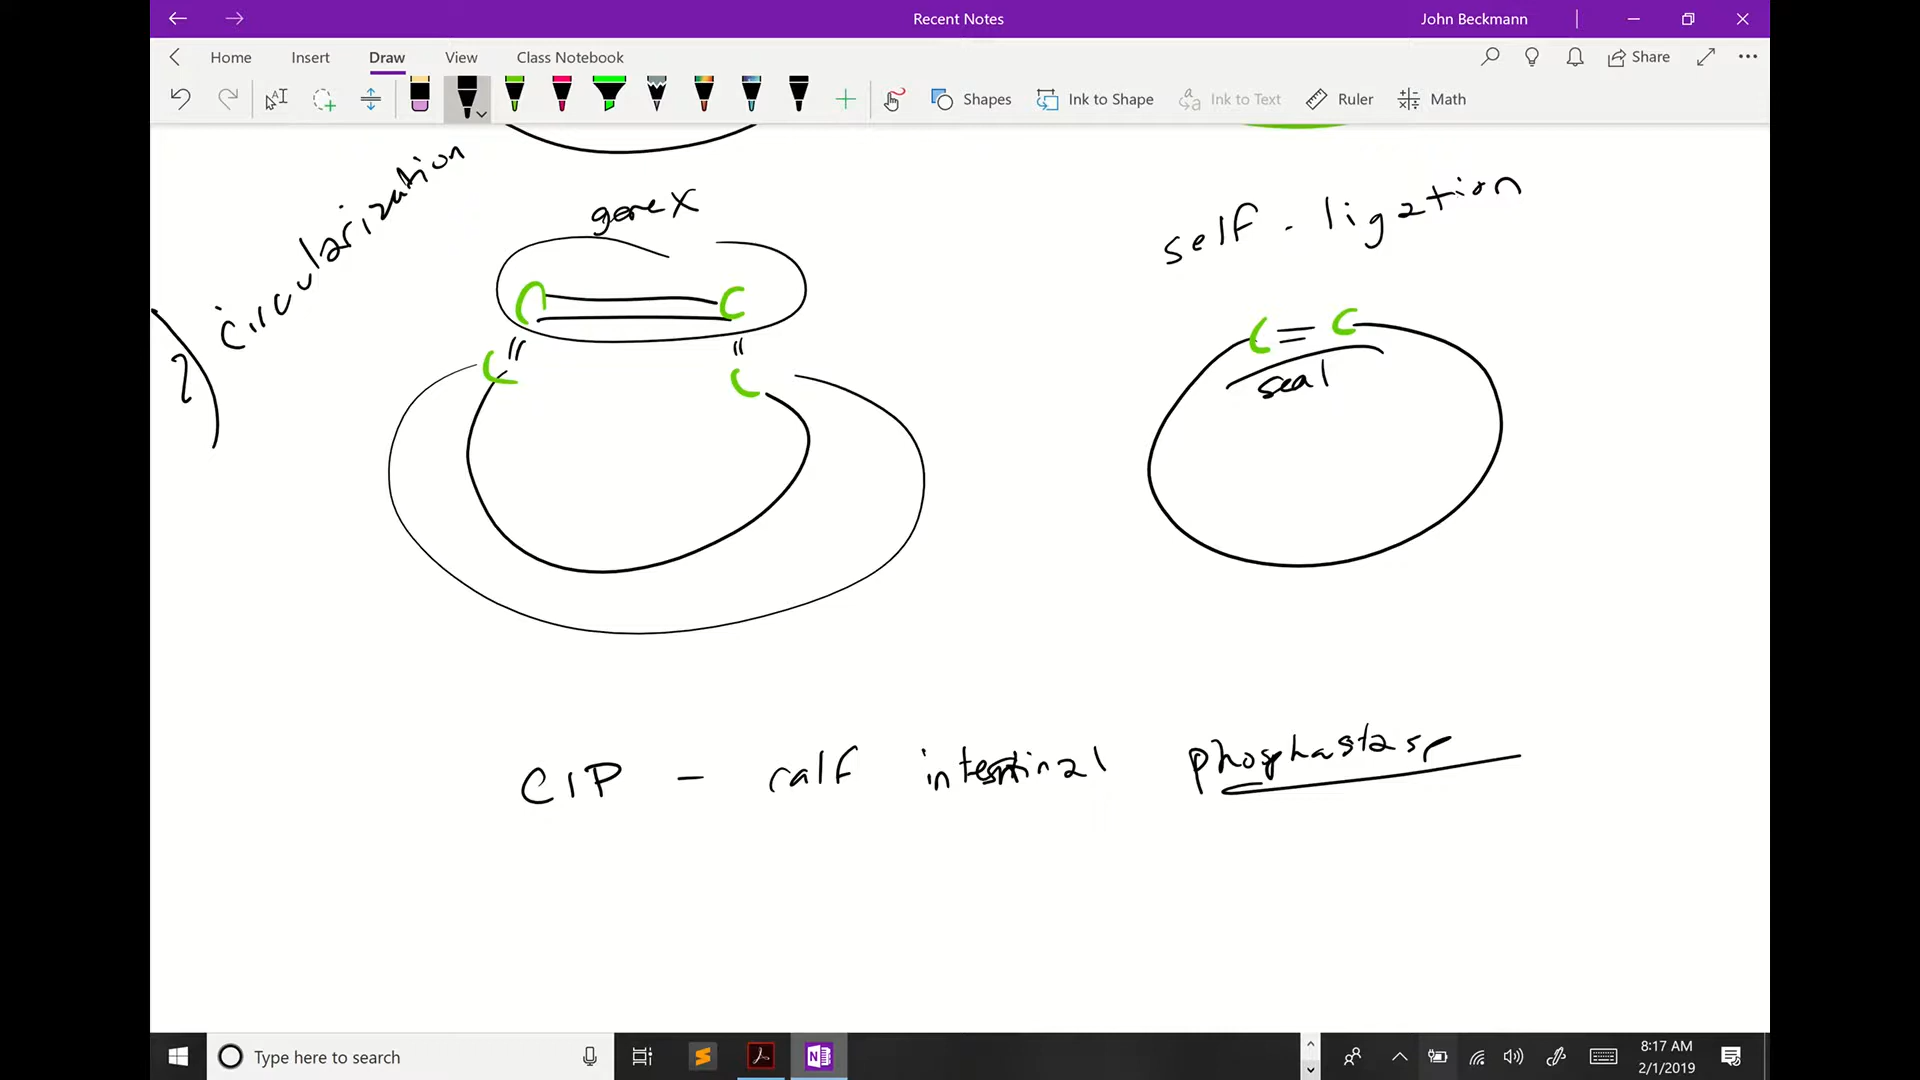 Recent Notes
John Beckmann
Home Insert Draw View Class Notebook
Share
Shapes Ink to Shape Ink to Text Ruler Math
2) Circularization
gene X
self - ligation
C = C
C C
" "
C C
seal
CIP - calf intestinal phosphastase
Type here to search
8:17 AM
2/1/2019